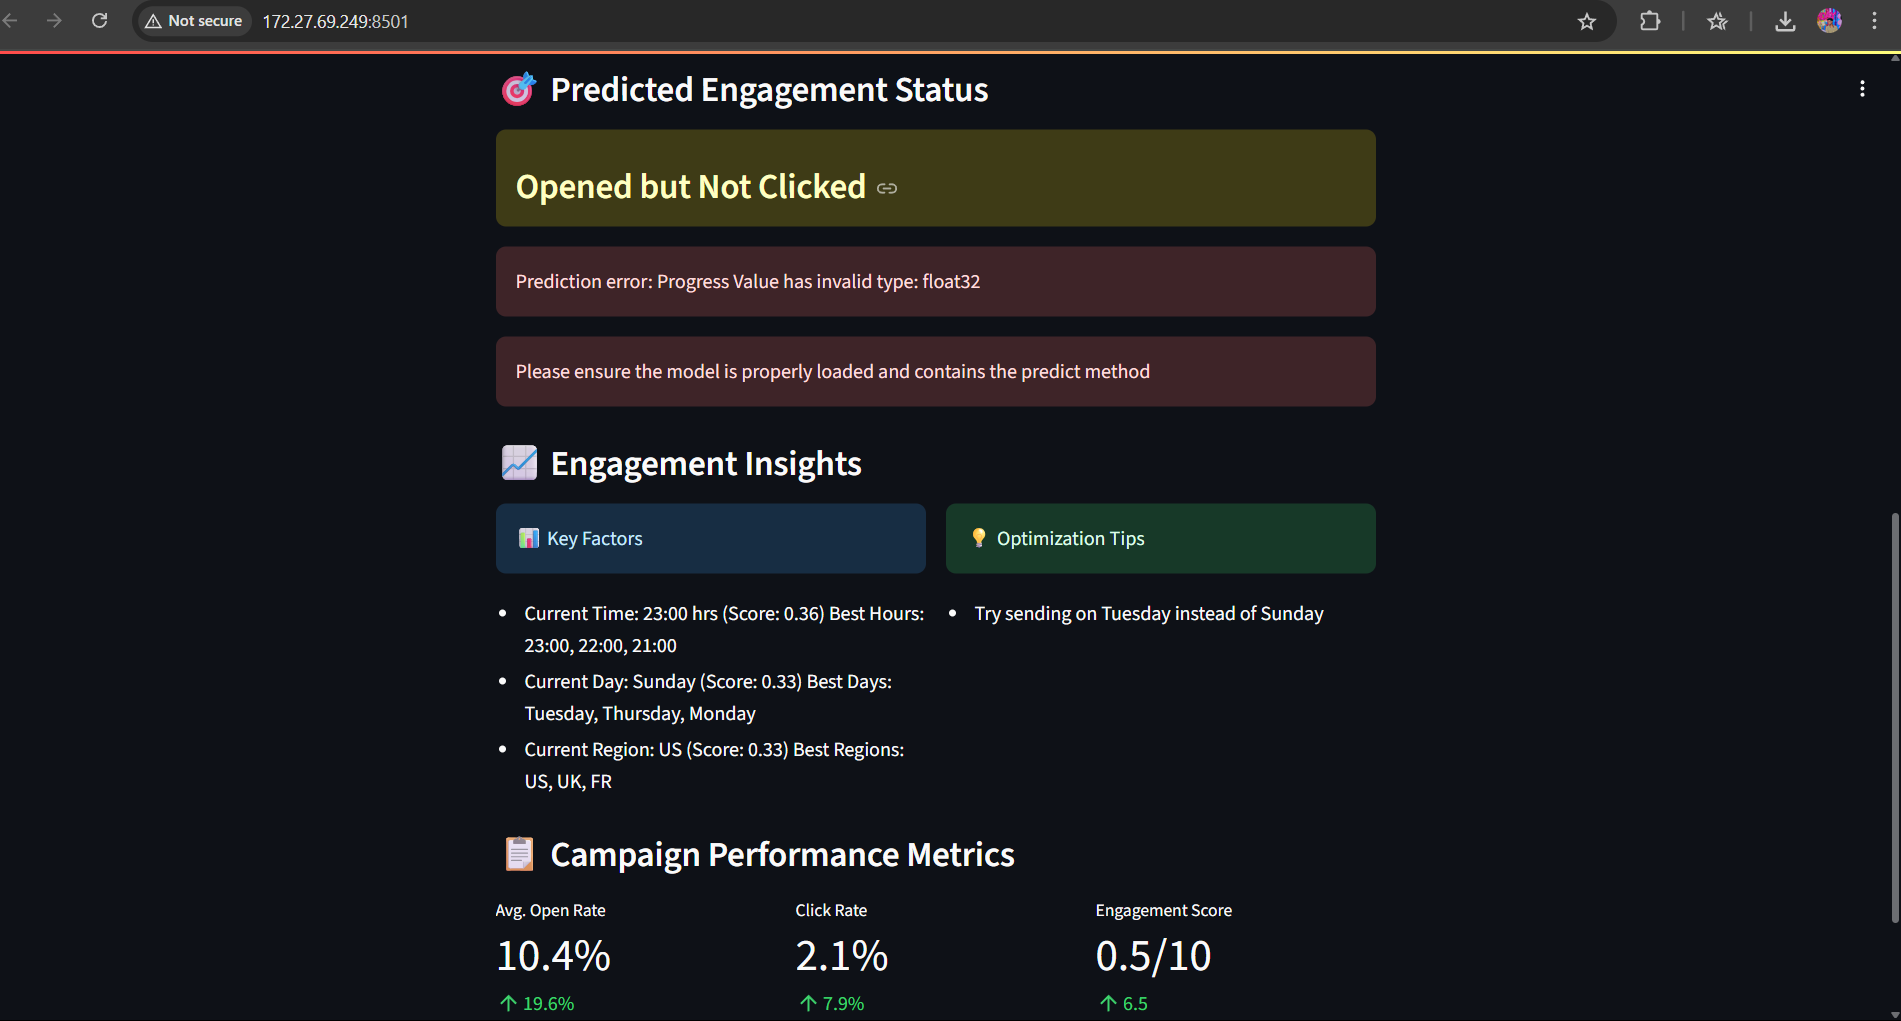 Not secure
172.27.69.249:8501
Predicted Engagement Status
Opened but Not Clicked
Prediction error: Progress Value has invalid type: float32
Please ensure the model is properly loaded and contains the predict method
Engagement Insights
Key Factors
Current Time: 23:00 hrs (Score: 0.36) Best Hours:
23:00, 22:00, 21:00
Current Day: Sunday (Score: 0.33) Best Days:
Tuesday, Thursday, Monday
Current Region: US (Score: 0.33) Best Regions:
US, UK, FR
Optimization Tips
Try sending on Tuesday instead of Sunday
Campaign Performance Metrics
Avg. Open Rate
10.4%
19.6%
Click Rate
2.1%
7.9%
Engagement Score
0.5/10
6.5